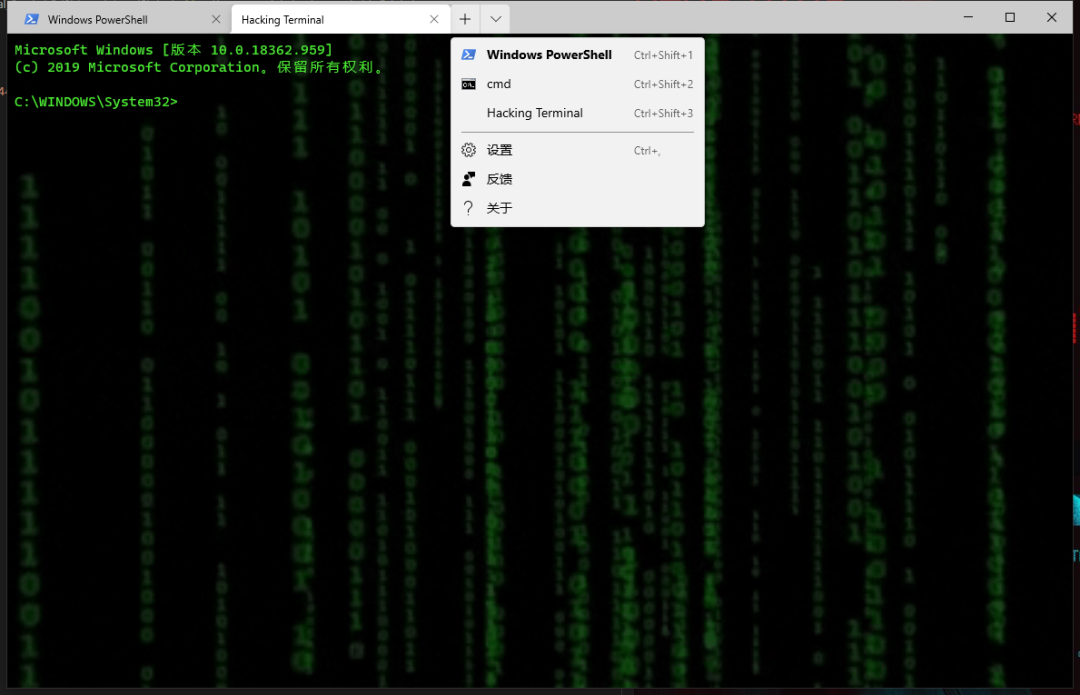 Windows PowerShell
Hacking Terminal
Microsoft Windows [版本 10.0.18362.959]
(c) 2019 Microsoft Corporation。保留所有权利。
C:\WINDOWS\System32>
Windows PowerShell Ctrl+Shift+1
cmd Ctrl+Shift+2
Hacking Terminal Ctrl+Shift+3
设置 Ctrl+,
反馈
关于